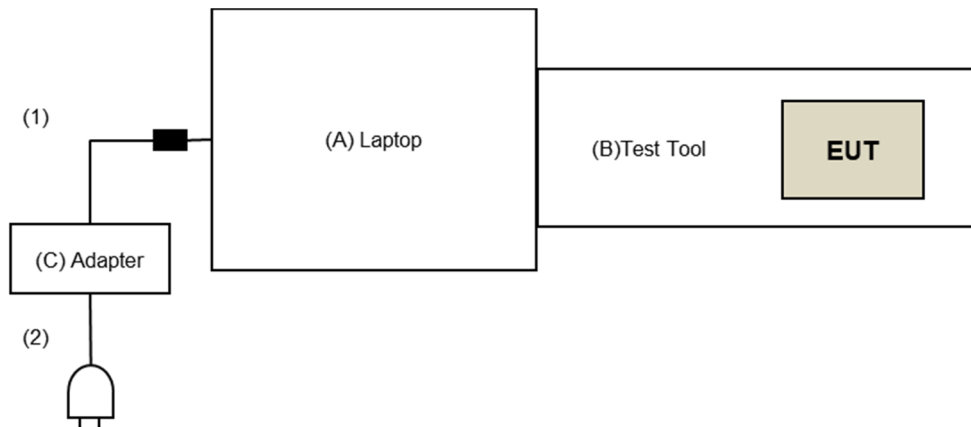 (1)
(A) Laptop
(B)Test Tool
EUT
(C) Adapter
(2)